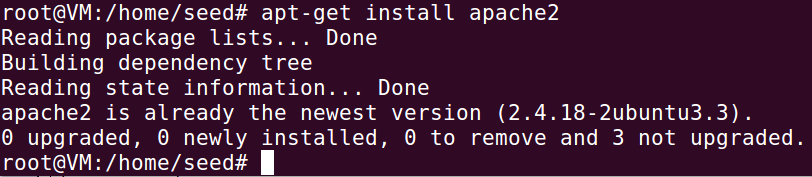 root@VM:/home/seed# apt-get install apache2
Reading package lists... Done
Building dependency tree
Reading state information... Done
apache2 is already the newest version (2.4.18-2ubuntu3.3).
0 upgraded, 0 newly installed, 0 to remove and 3 not upgraded.
root@VM:/home/seed#